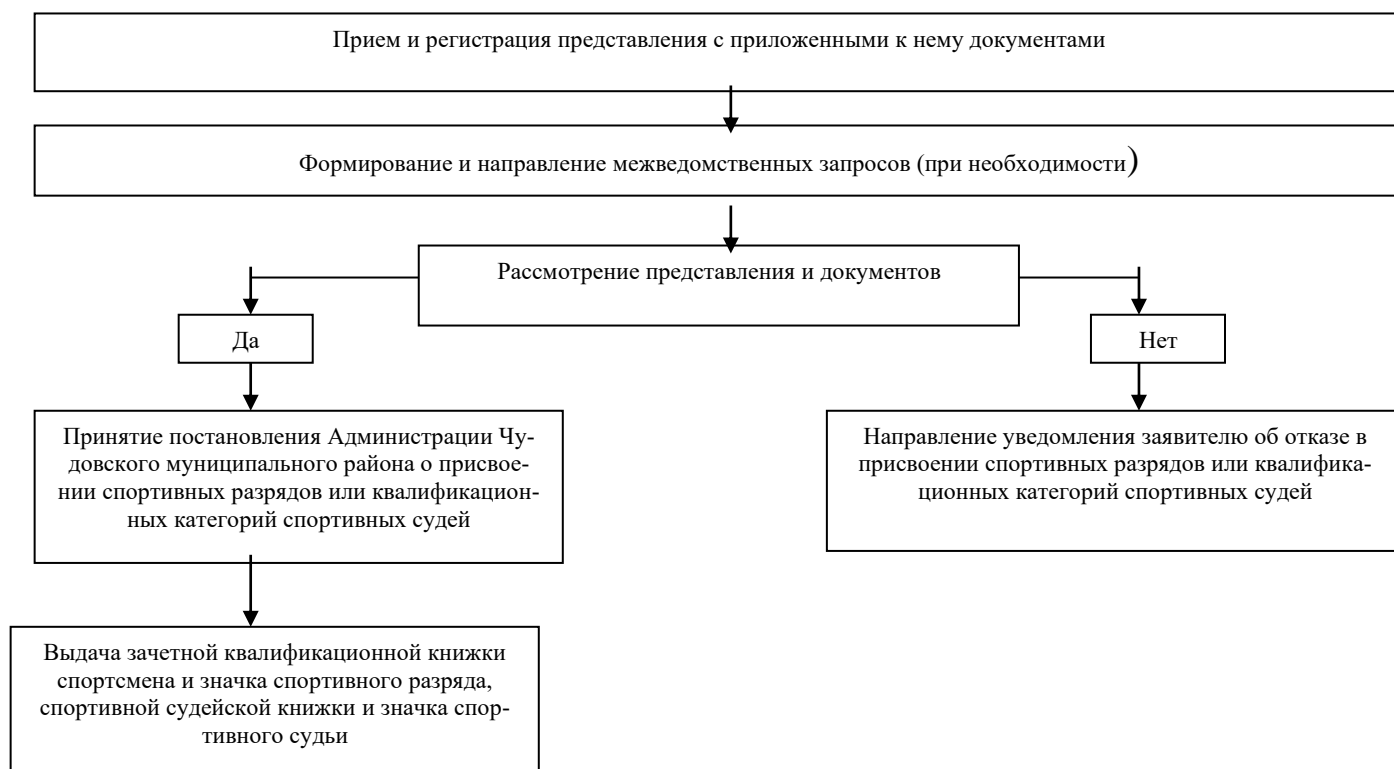 Прием и регистрация представления с приложенными к нему документами
Формирование и направление межведомственных запросов (при необходимости)
Рассмотрение представления и документов
Да
Нет
Принятие постановления Администрации Чу-
довского муниципального района о присвое-
нии спортивных разрядов или квалификацион-
ных категорий спортивных судей
Направление уведомления заявителю об отказе в
присвоении спортивных разрядов или квалифика-
ционных категорий спортивных судей
Выдача зачетной квалификационной книжки
спортсмена и значка спортивного разряда,
спортивной судейской книжки и значка спор-
тивного судьи